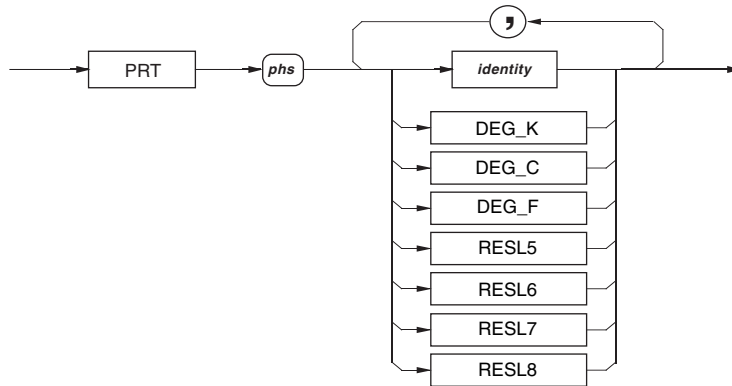 ,
PRT
phs
identity
DEG_K
DEG_C
DEG_F
RESL5
RESL6
RESL7
RESL8